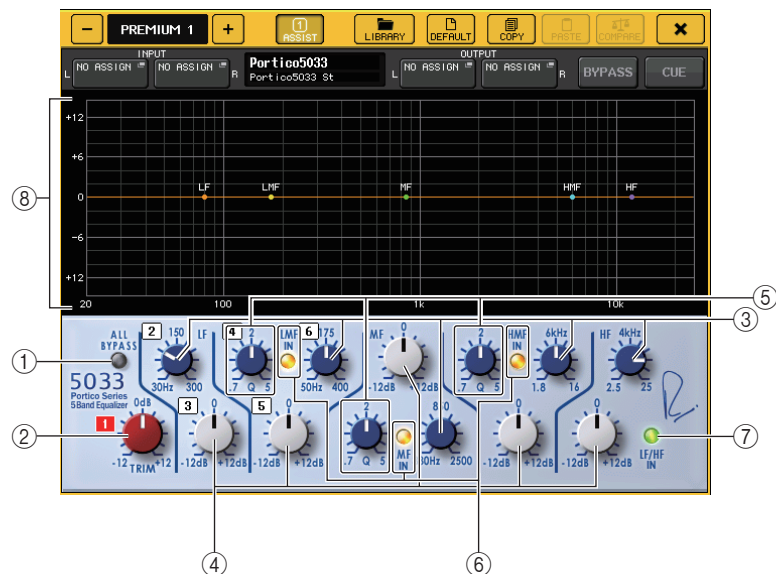 − PREMIUM 1 + 1 ASSIST LIBRARY DEFAULT COPY PASTE COMPARE ×
INPUT OUTPUT
L NO ASSIGN NO ASSIGN R Portico5033 L NO ASSIGN NO ASSIGN R BYPASS CUE
Portico5033 St
+12
+6
LF LMF MF HMF HF
⑧ 0
-6
-12
20 100 1k 10k
⑤
③
ALL BYPASS 2 150 LF 4 2 LMF IN 6 175 MF 0 2 HMF IN 6kHz HF 4kHz
①
30Hz 300 .7 Q 5 50Hz 400 -12dB +12dB .7 Q 5 1.8 16 2.5 25
5033
Portico Series
5Band Equalizer
② 1 0dB 3 0 5 0 2 850 0 0 ⑦
MF IN LF/HF IN
-12 +12 -12dB +12dB -12dB +12dB .7 Q 5 80Hz 2500 -12dB +12dB -12dB +12dB
TRIM
④ ⑥